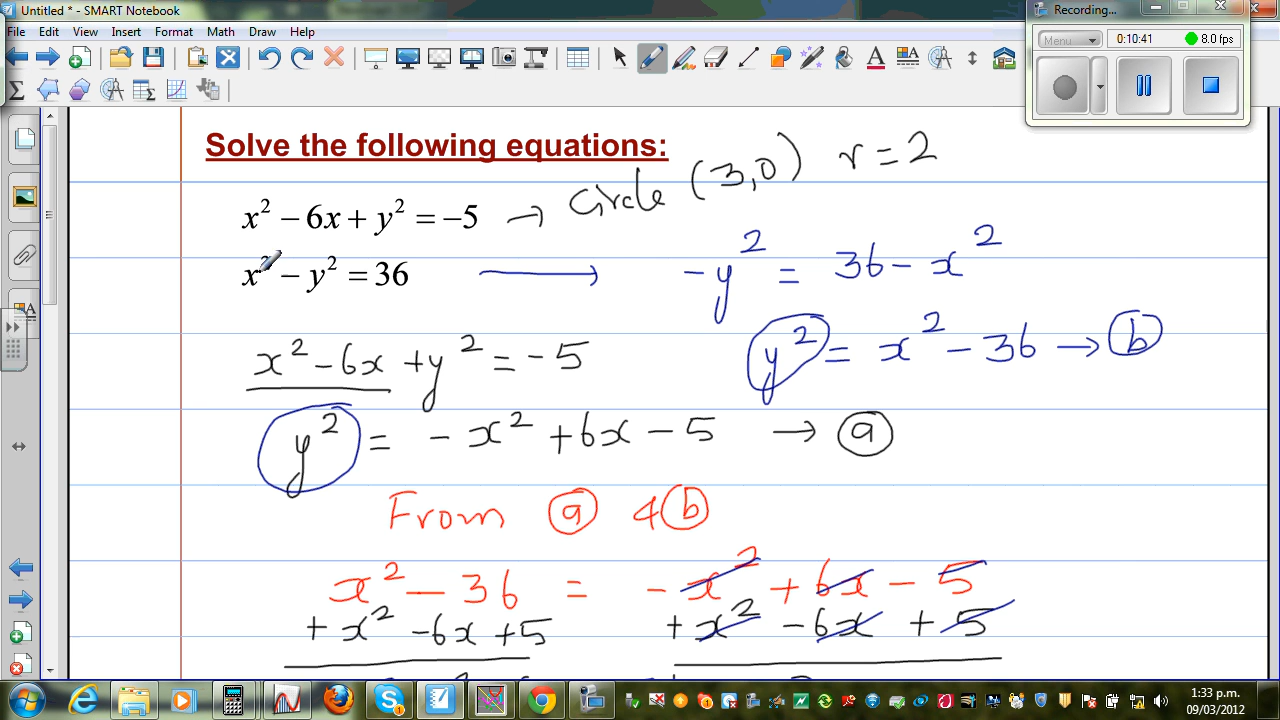 Untitled * - SMART Notebook
Recording...
File Edit View Insert Format Math Draw Help
Menu
0:10:41
8.0 fps
Solve the following equations:
x² − 6x + y² = −5 → Circle (3,0) r = 2
x² − y² = 36 → -y² = 36 - x²
y² = x² - 36 → ⓑ
x² - 6x + y² = -5
y² = - x² + 6x - 5 → ⓐ
From ⓐ & ⓑ
x² - 36 = - x² + 6x - 5
+ x² - 6x + 5 + x² - 6x + 5
1:33 p.m.
09/03/2012